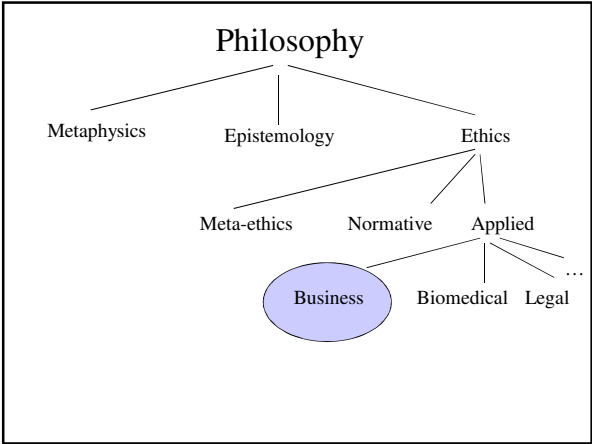 Philosophy
Metaphysics Epistemology Ethics
Meta-ethics Normative Applied
…
Business Biomedical Legal